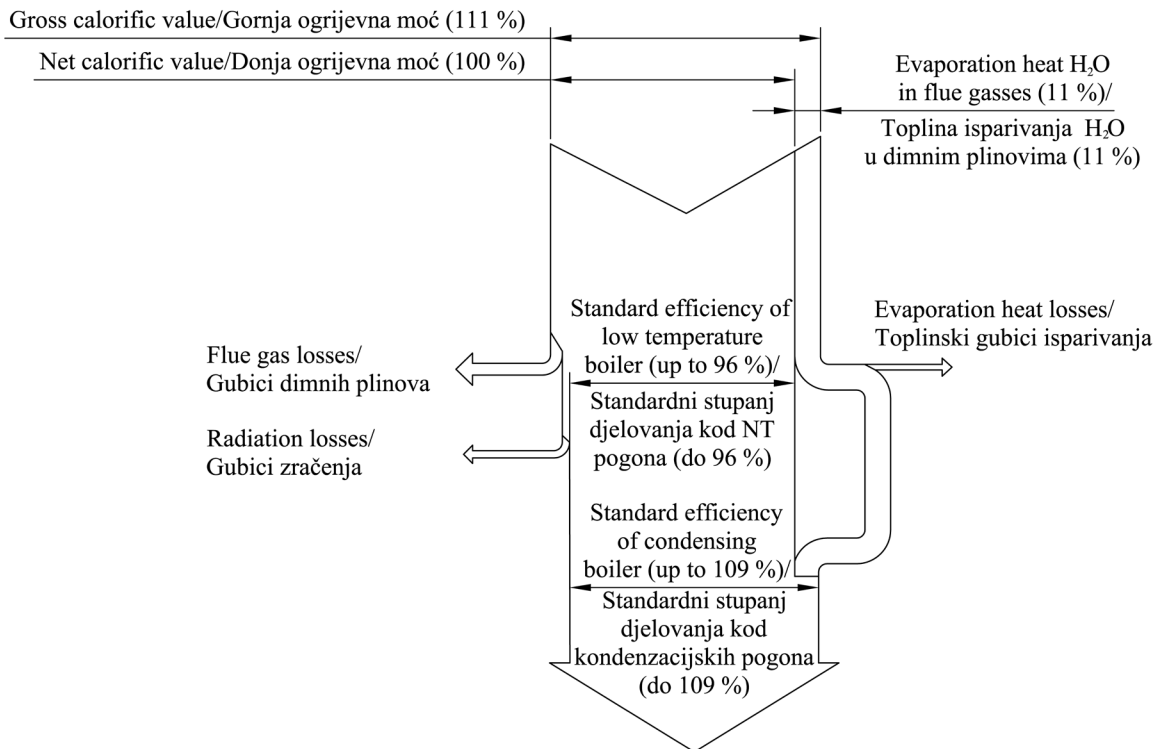 Gross calorific value/Gornja ogrijevna moć (111 %)
Net calorific value/Donja ogrijevna moć (100 %)
Evaporation heat H₂O
in flue gasses (11 %)/
Toplina isparivanja H₂O
u dimnim plinovima (11 %)
Standard efficiency of
low temperature
boiler (up to 96 %)/
Standardni stupanj
djelovanja kod NT
pogona (do 96 %)
Evaporation heat losses/
Toplinski gubici isparivanja
Flue gas losses/
Gubici dimnih plinova
Radiation losses/
Gubici zračenja
Standard efficiency
of condensing
boiler (up to 109 %)/
Standardni stupanj
djelovanja kod
kondenzacijskih pogona
(do 109 %)